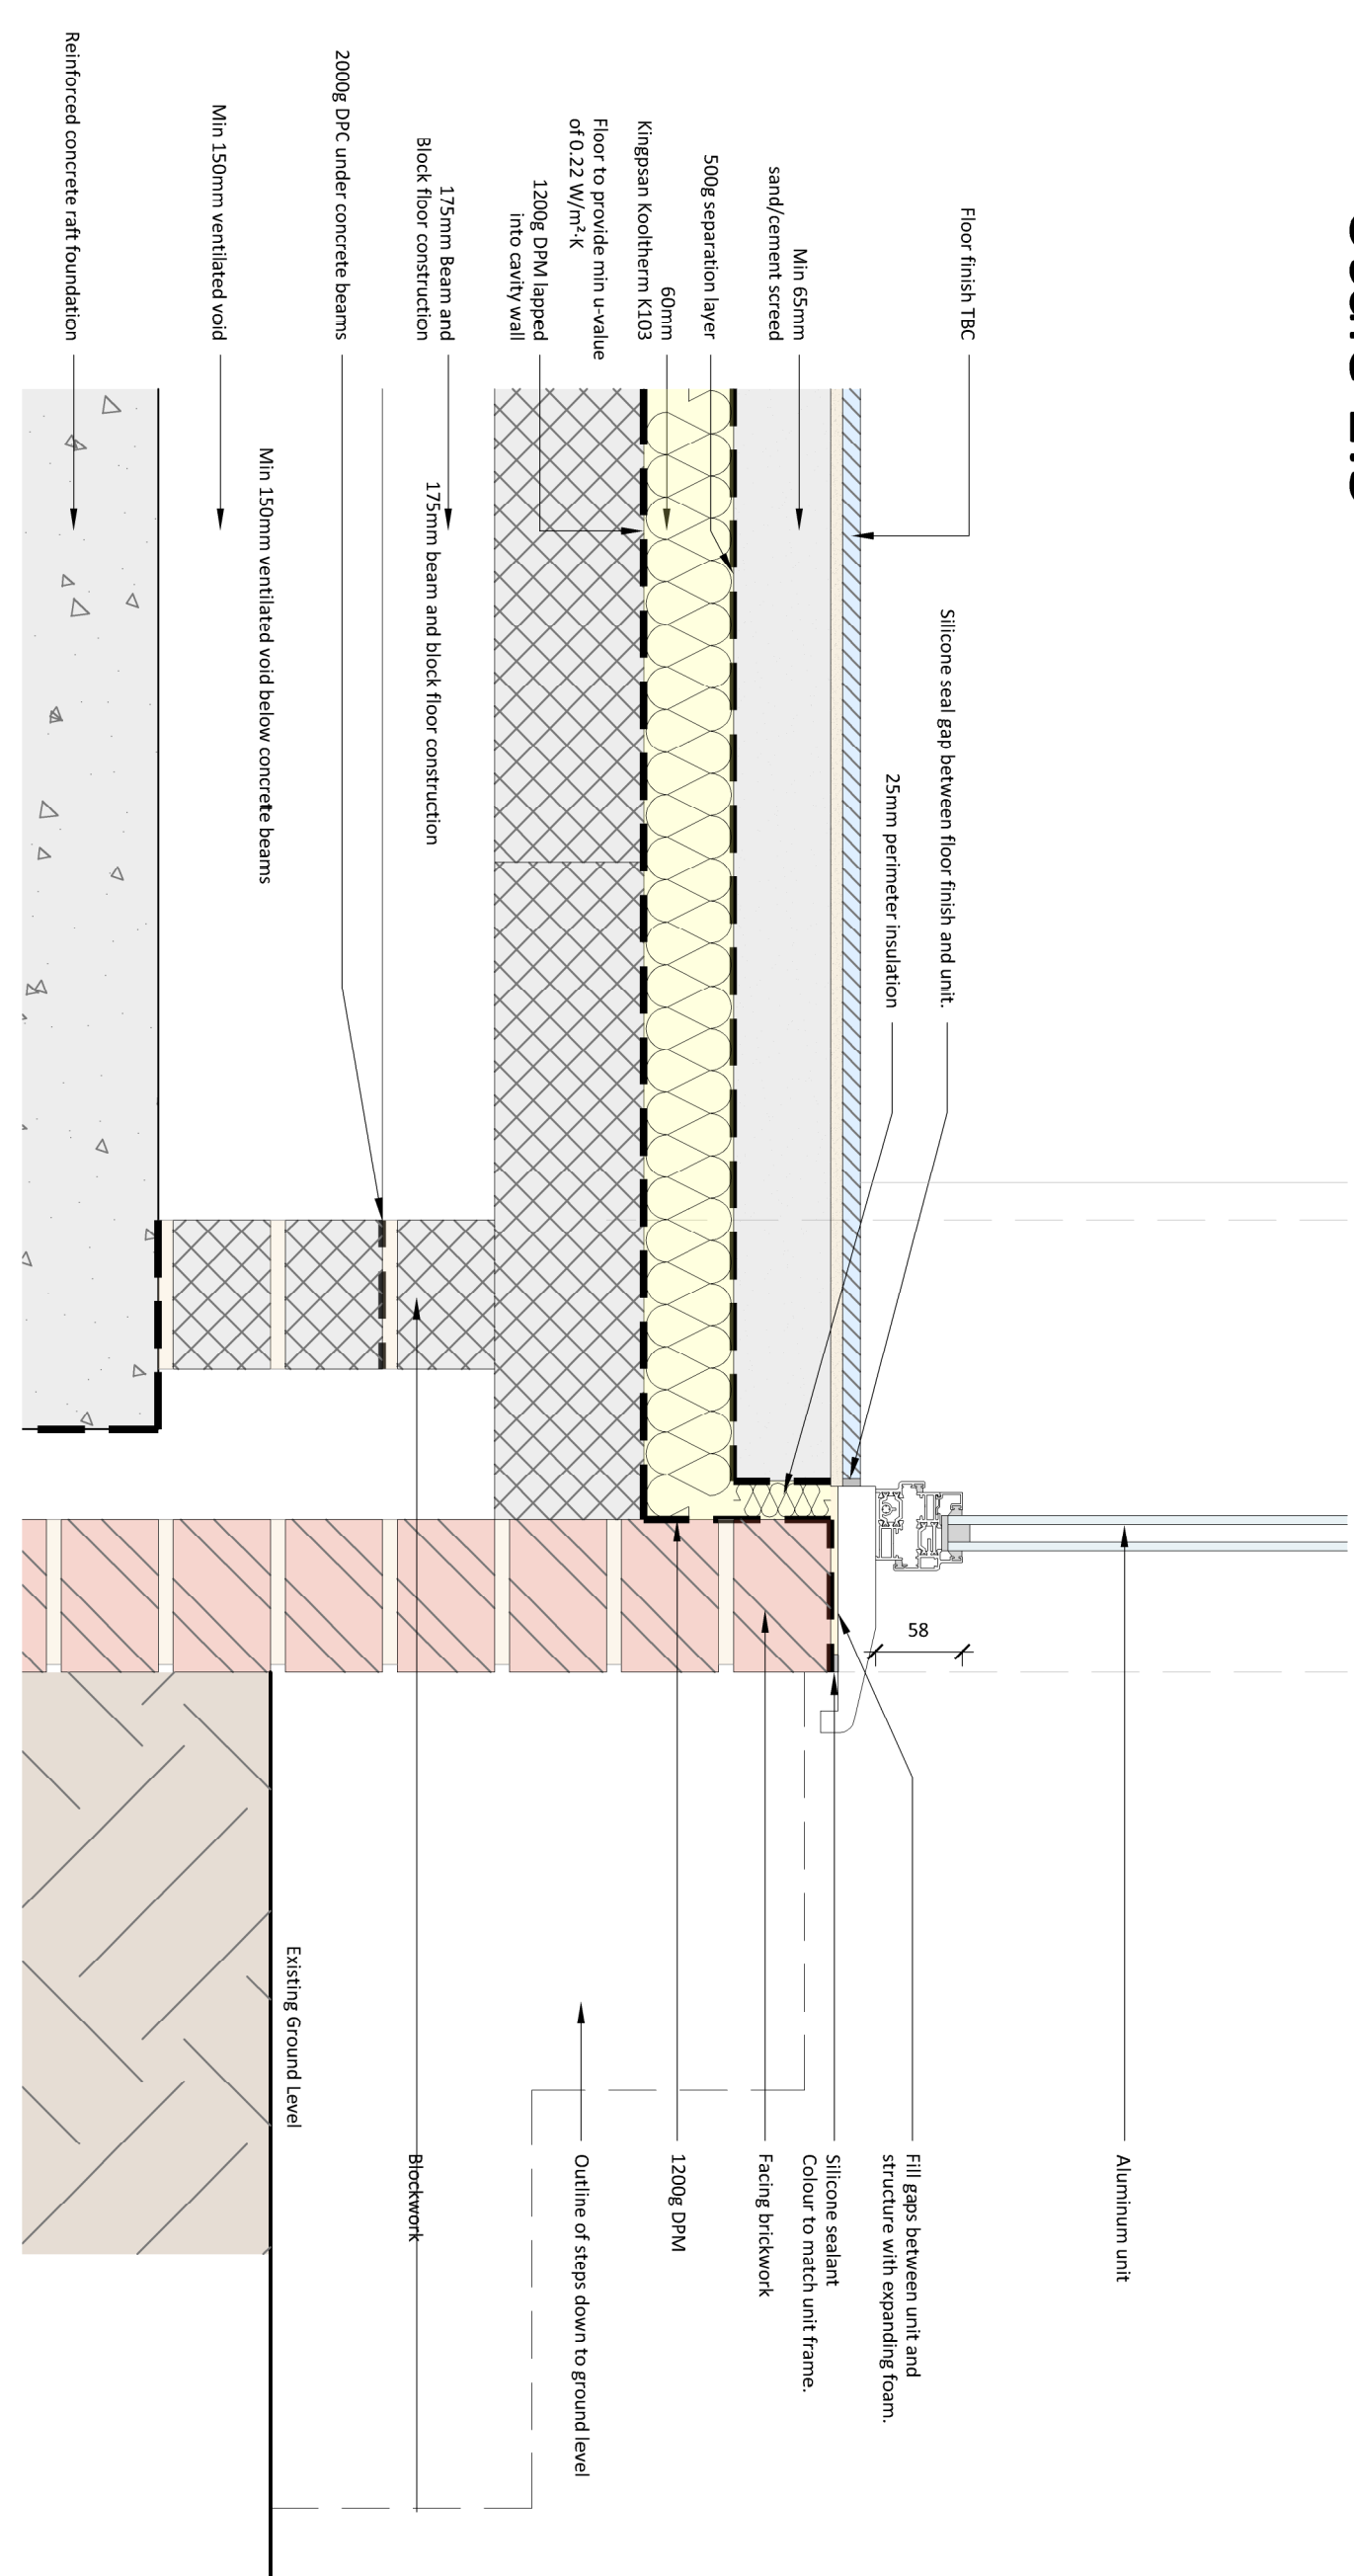 Floor finish TBC
Silicone seal gap between floor finish and unit.
25mm perimeter insulation
Min 65mm
sand/cement screed
500g separation layer
60mm
Kingpsan Kooltherm K103
Floor to provide min u-value
of 0.22 W/m²·K
1200g DPM lapped
into cavity wall
175mm Beam and
Block floor construction
175mm beam and block floor construction
2000g DPC under concrete beams
Min 150mm ventilated void below concrete beams
Min 150mm ventilated void
Reinforced concrete raft foundation
58
Aluminum unit
Fill gaps between unit and
structure with expanding foam.
Silicone sealant
Colour to match unit frame.
Facing brickwork
1200g DPM
Outline of steps down to ground level
Blockwork
Existing Ground Level